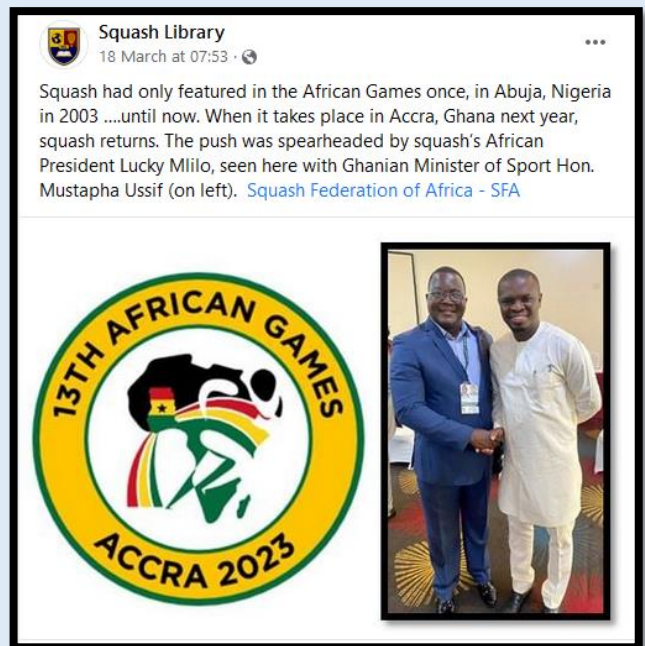 Squash Library
18 March at 07:53 ·
Squash had only featured in the African Games once, in Abuja, Nigeria
in 2003 ....until now. When it takes place in Accra, Ghana next year,
squash returns. The push was spearheaded by squash's African
President Lucky Mlilo, seen here with Ghanian Minister of Sport Hon.
Mustapha Ussif (on left). Squash Federation of Africa - SFA
13TH AFRICAN GAMES
ACCRA 2023